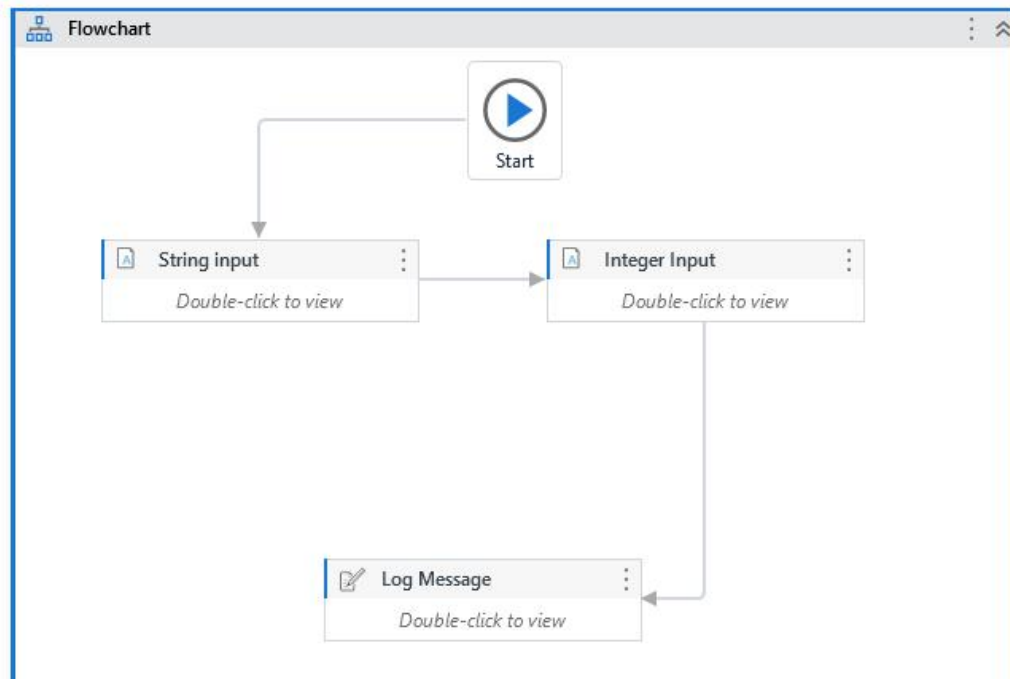 Flowchart
Start
String input
Double-click to view
Integer Input
Double-click to view
Log Message
Double-click to view